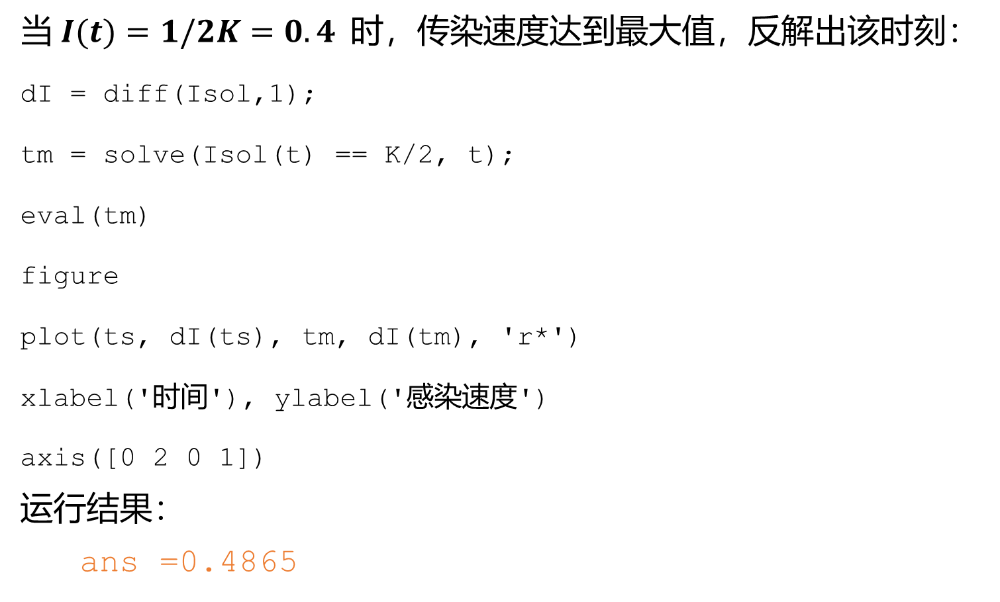 当 I(t) = 1/2K = 0.4 时，传染速度达到最大值，反解出该时刻：
dI = diff(Isol,1);
tm = solve(Isol(t) == K/2, t);
eval(tm)
figure
plot(ts, dI(ts), tm, dI(tm), 'r*')
xlabel('时间'), ylabel('感染速度')
axis([0 2 0 1])
运行结果：
ans =0.4865